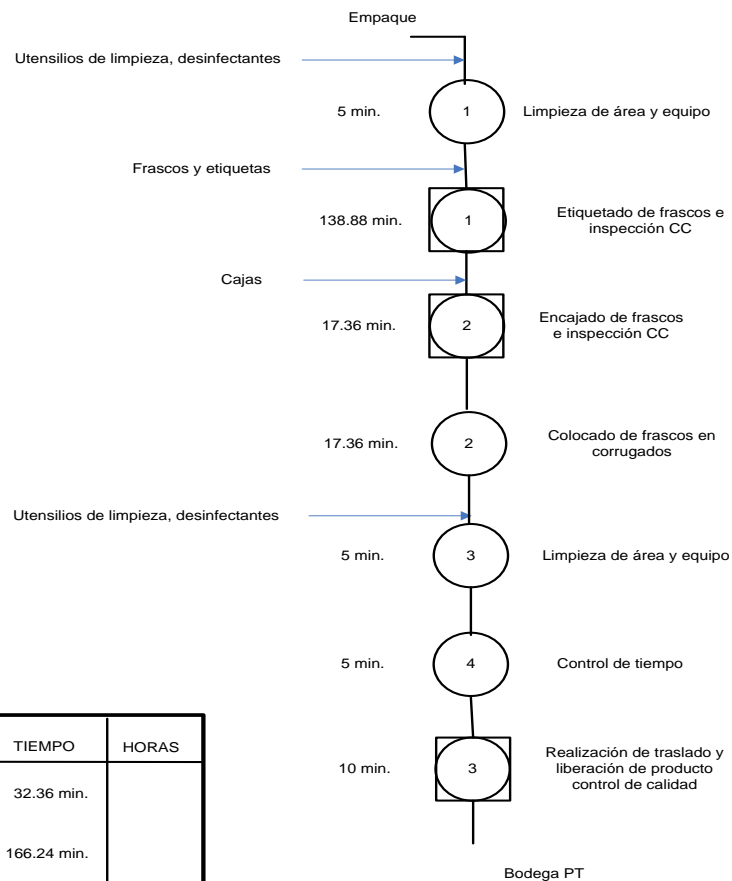 Empaque
Utensilios de limpieza, desinfectantes
5 min.
1
Limpieza de área y equipo
Frascos y etiquetas
138.88 min.
1
Etiquetado de frascos e
inspección CC
Cajas
17.36 min.
2
Encajado de frascos
e inspección CC
17.36 min.
2
Colocado de frascos en
corrugados
Utensilios de limpieza, desinfectantes
5 min.
3
Limpieza de área y equipo
5 min.
4
Control de tiempo
10 min.
3
Realización de traslado y
liberación de producto
control de calidad
Bodega PT
TIEMPO
HORAS
32.36 min.
166.24 min.